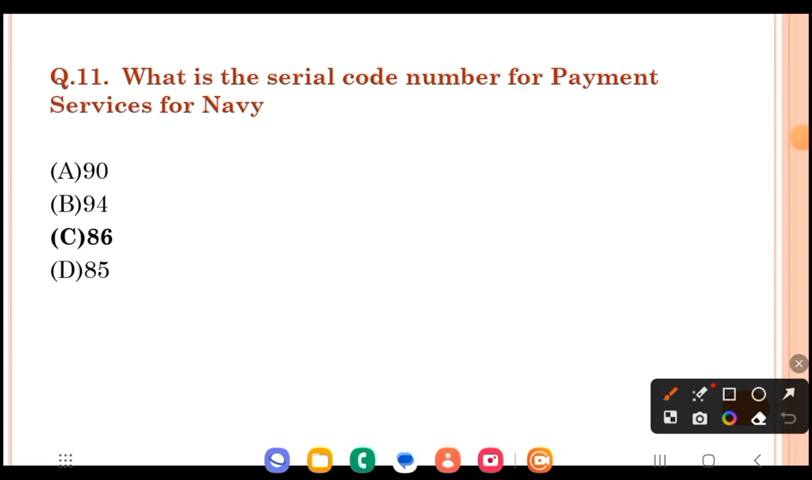 Q.11. What is the serial code number for Payment
Services for Navy
(A)90
(B)94
(C)86
(D)85